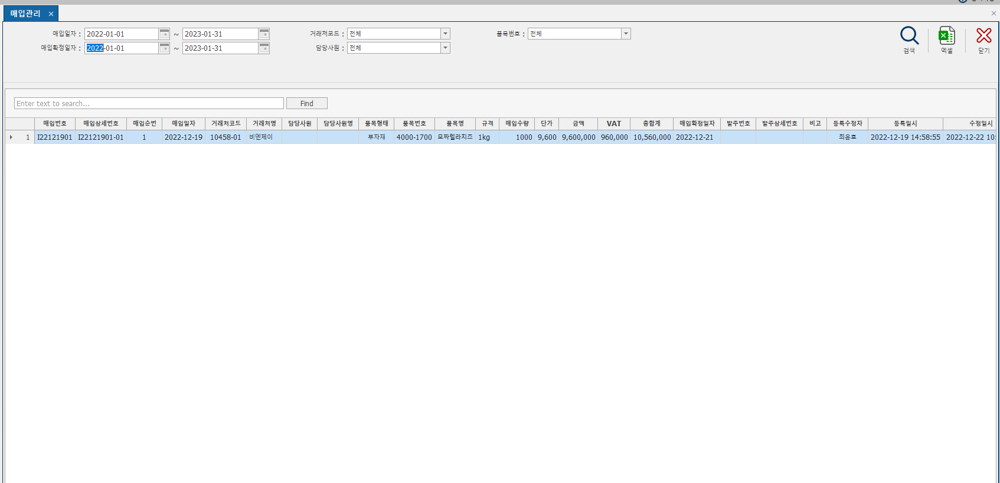 매입관리
매입일자 : 2022-01-01 ~ 2023-01-31 거래처코드 : 전체 품목번호 : 전체
매입확정일자 : 2022-01-01 ~ 2023-01-31 담당사원 : 전체
검색 엑셀 닫기
Enter text to search... Find
매입번호 매입상세번호 매입순번 매입일자 거래처코드 거래처명 담당사원 담당사원명 품목형태 품목번호 품목명 규격 매입수량 단가 금액 VAT 총합계 매입확정일자 발주번호 발주상세번호 비고 등록수정자 등록일시 수정일시
1 I22121901 I22121901-01 1 2022-12-19 10458-01 비엔제이 부자재 4000-1700 모짜렐라치즈 1kg 1000 9,600 9,600,000 960,000 10,560,000 2022-12-21 최윤호 2022-12-19 14:58:55 2022-12-22 10: